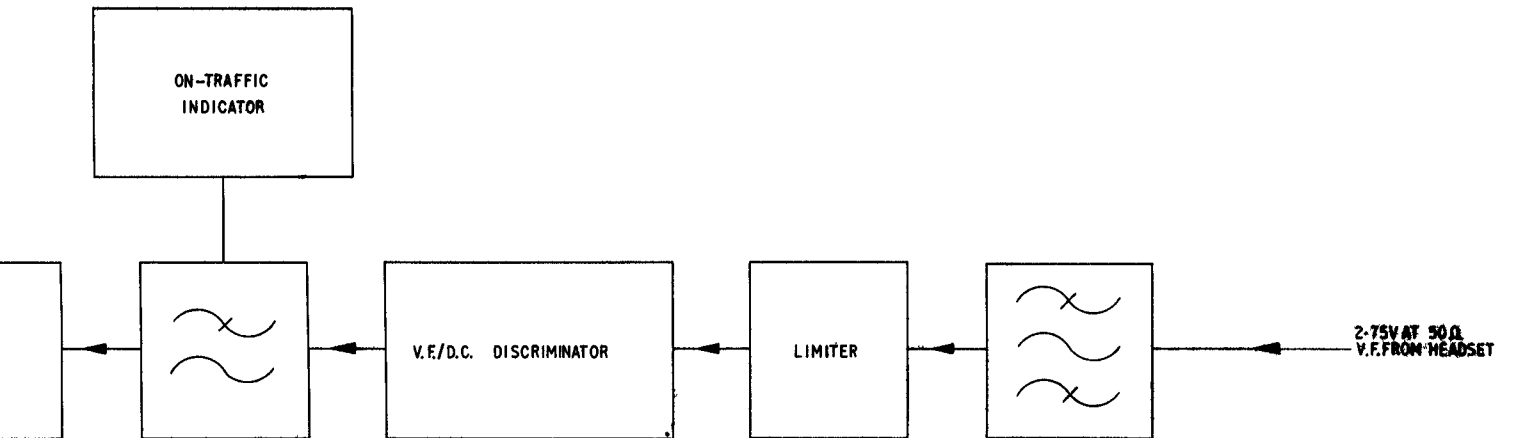 ON-TRAFFIC
INDICATOR
V.F./D.C. DISCRIMINATOR
LIMITER
2·75V AT 50Ω
V.F.FROM HEADSET